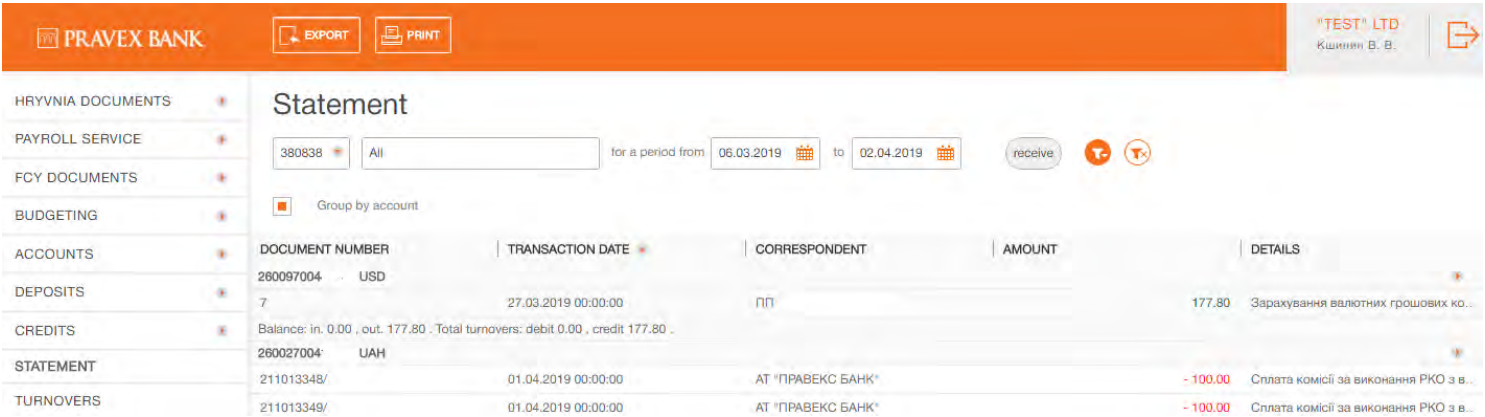 PRAVEX BANK EXPORT PRINT "TEST" LTD
Кшинин В. В.
HRYVNIA DOCUMENTS
PAYROLL SERVICE
FCY DOCUMENTS
BUDGETING
ACCOUNTS
DEPOSITS
CREDITS
STATEMENT
TURNOVERS
Statement
380838 All for a period from 06.03.2019 to 02.04.2019 receive
Group by account
DOCUMENT NUMBER TRANSACTION DATE CORRESPONDENT AMOUNT DETAILS
260097004 USD
7 27.03.2019 00:00:00 ПП 177.80 Зарахування валютних грошових ко..
Balance: in. 0.00 , out. 177.80 . Total turnovers: debit 0.00 , credit 177.80 .
260027004 UAH
211013348/ 01.04.2019 00:00:00 АТ "ПРАВЕКС БАНК" - 100.00 Сплата комісії за виконання РКО з в..
211013349/ 01.04.2019 00:00:00 АТ "ПРАВЕКС БАНК" - 100.00 Сплата комісії за виконання РКО з в..